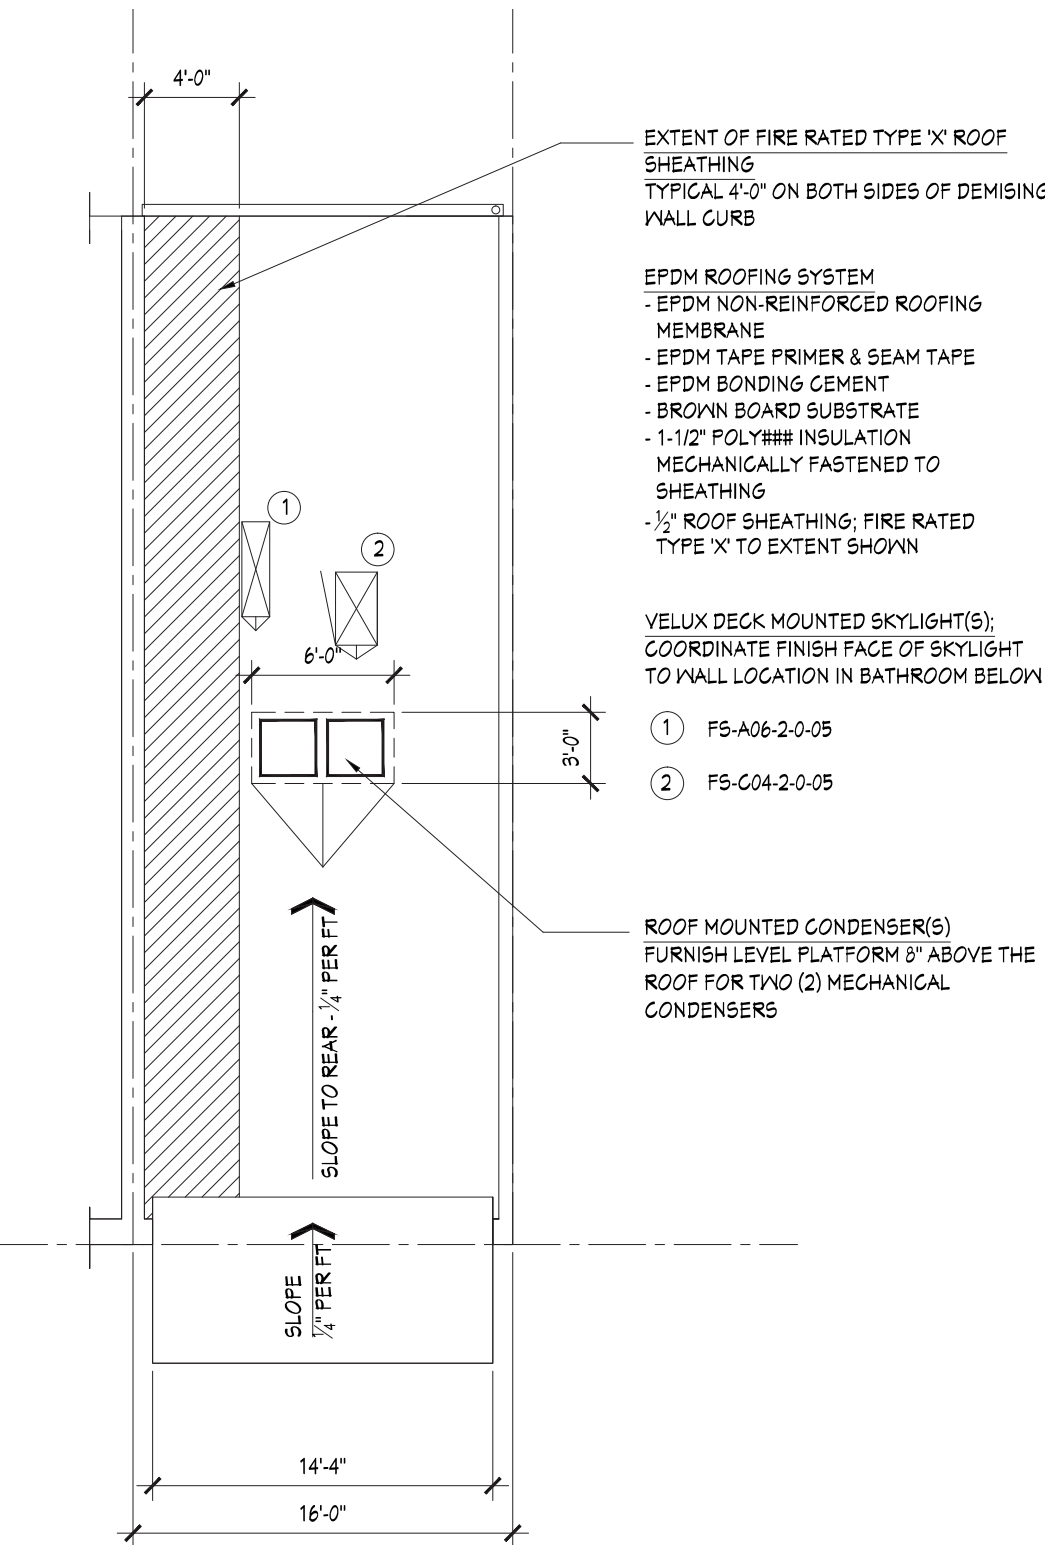 4'-0"
EXTENT OF FIRE RATED TYPE 'X' ROOF
SHEATHING
TYPICAL 4'-0" ON BOTH SIDES OF DEMISING
WALL CURB
EPDM ROOFING SYSTEM
- EPDM NON-REINFORCED ROOFING
MEMBRANE
- EPDM TAPE PRIMER & SEAM TAPE
- EPDM BONDING CEMENT
- BROWN BOARD SUBSTRATE
- 1-1/2" POLY### INSULATION
MECHANICALLY FASTENED TO
SHEATHING
- ½" ROOF SHEATHING; FIRE RATED
TYPE 'X' TO EXTENT SHOWN
1
2
6'-0"
3'-0"
VELUX DECK MOUNTED SKYLIGHT(S);
COORDINATE FINISH FACE OF SKYLIGHT
TO WALL LOCATION IN BATHROOM BELOW
1 FS-A06-2-0-05
2 FS-C04-2-0-05
ROOF MOUNTED CONDENSER(S)
FURNISH LEVEL PLATFORM 8" ABOVE THE
ROOF FOR TWO (2) MECHANICAL
CONDENSERS
SLOPE TO REAR - ¼" PER FT
SLOPE
¼" PER FT
14'-4"
16'-0"